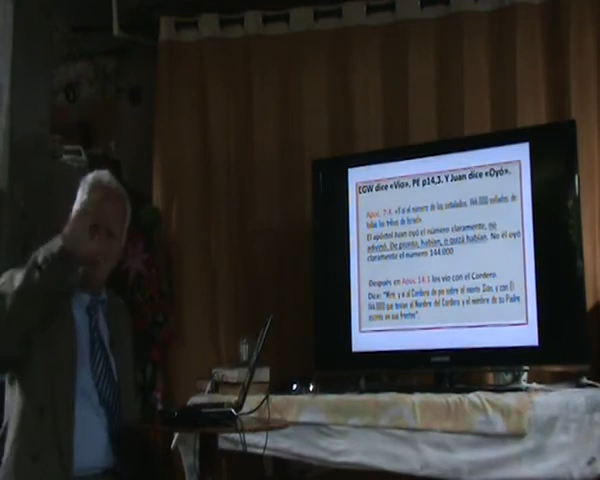 EGW dice «Vio», PE p14,3. Y Juan dice «Oyó».
Apoc. 7:4. «Y oí el número de los sellados, 144.000 sellados de
todas las tribus de Israel»
El apóstol Juan oyó el número claramente, no
adivinó. De pronto, habían, o quizá habían. No él oyó
claramente el número 144.000
Después en Apoc 14:1 los vio con el Cordero.
Dice: "Miré, y vi al Cordero de pie sobre el monte Sion, y con Él
144.000 que tenían el Nombre del Cordero y el nombre de su Padre
escrito en sus frentes"
SAMSUNG